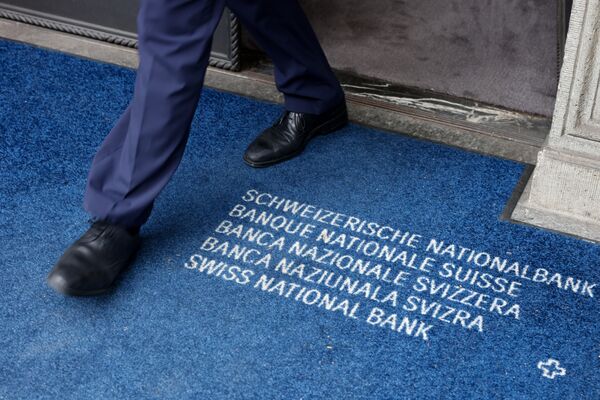 SCHWEIZERISCHE NATIONALBANK
BANQUE NATIONALE SUISSE
BANCA NAZIONALE SVIZZERA
BANCA NAZIUNALA SVIZRA
SWISS NATIONAL BANK